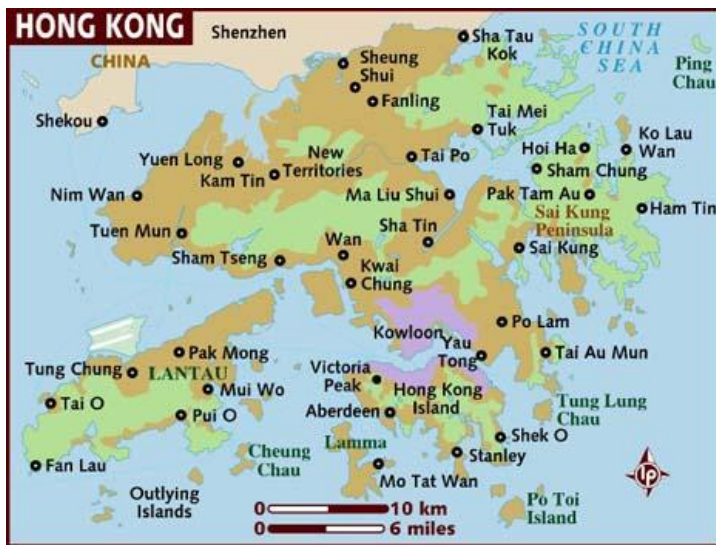 HONG KONG
Shenzhen
CHINA
Sha Tau
Kok
SOUTH
CHINA
SEA
Ping
Chau
Sheung
Shui
Fanling
Shekou
Tai Mei
Tuk
Ko Lau
Wan
Hoi Ha
Yuen Long
New
Territories
Tai Po
Sham Chung
Kam Tin
Nim Wan
Ma Liu Shui
Pak Tam Au
Ham Tin
Sai Kung
Peninsula
Tuen Mun
Sha Tin
Wan
Sai Kung
Sham Tseng
Kwai
Chung
Kowloon
Po Lam
Yau
Tong
Pak Mong
Tai Au Mun
Tung Chung
LANTAU
Victoria
Peak
Mui Wo
Hong Kong
Island
Tung Lung
Chau
Tai O
Pui O
Aberdeen
Shek O
Fan Lau
Cheung
Chau
Lamma
Stanley
Mo Tat Wan
Outlying
Islands
Po Toi
Island
lp
0 10 km
0 6 miles